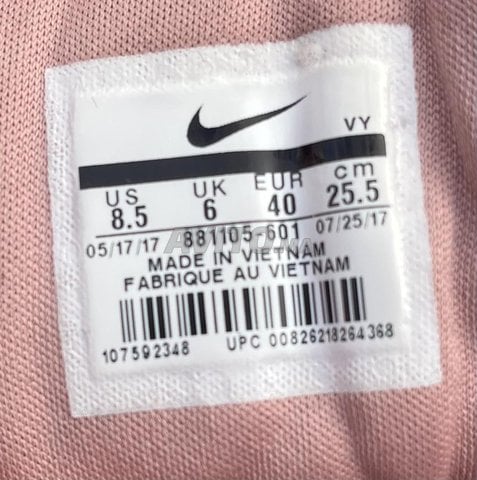 VY
US UK EUR cm
8.5 6 40 25.5
05/17/17 881105-601 07/25/17
MADE IN VIETNAM
FABRIQUE AU VIETNAM
107592348 UPC 00826218264368